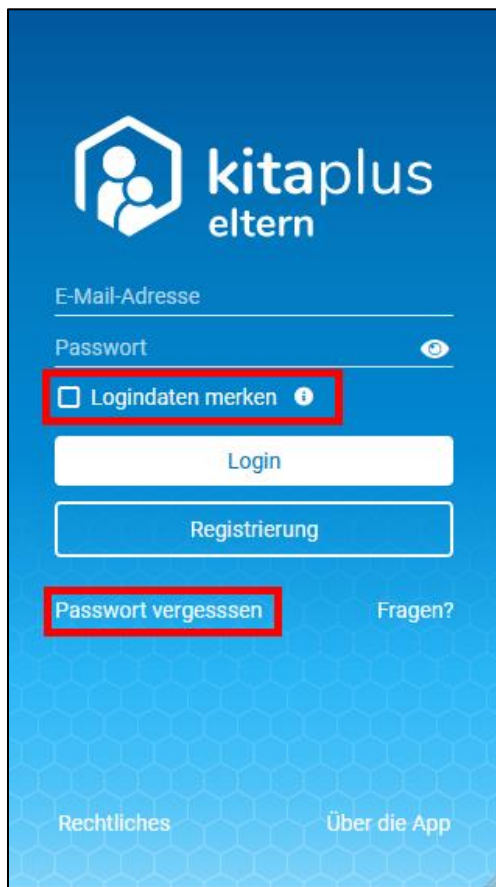 kitaplus
eltern
E-Mail-Adresse
Passwort
Logindaten merken
Login
Registrierung
Passwort vergesssen
Fragen?
Rechtliches
Über die App